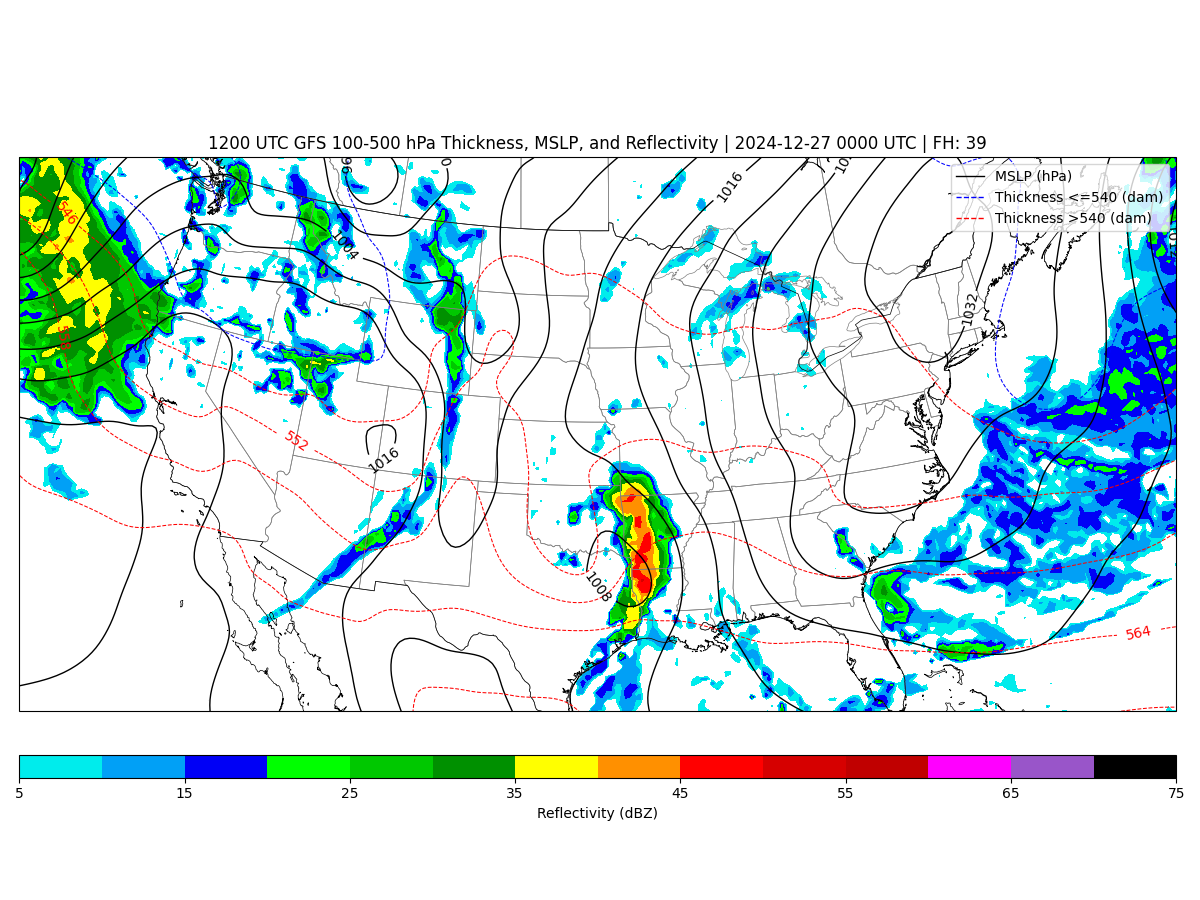 1200 UTC GFS 100-500 hPa Thickness, MSLP, and Reflectivity | 2024-12-27 0000 UTC | FH: 39
MSLP (hPa)
Thickness <=540 (dam)
Thickness >540 (dam)
1016
546
1004
1032
552
1016
1008
564
5 15 25 35 45 55 65 75
Reflectivity (dBZ)